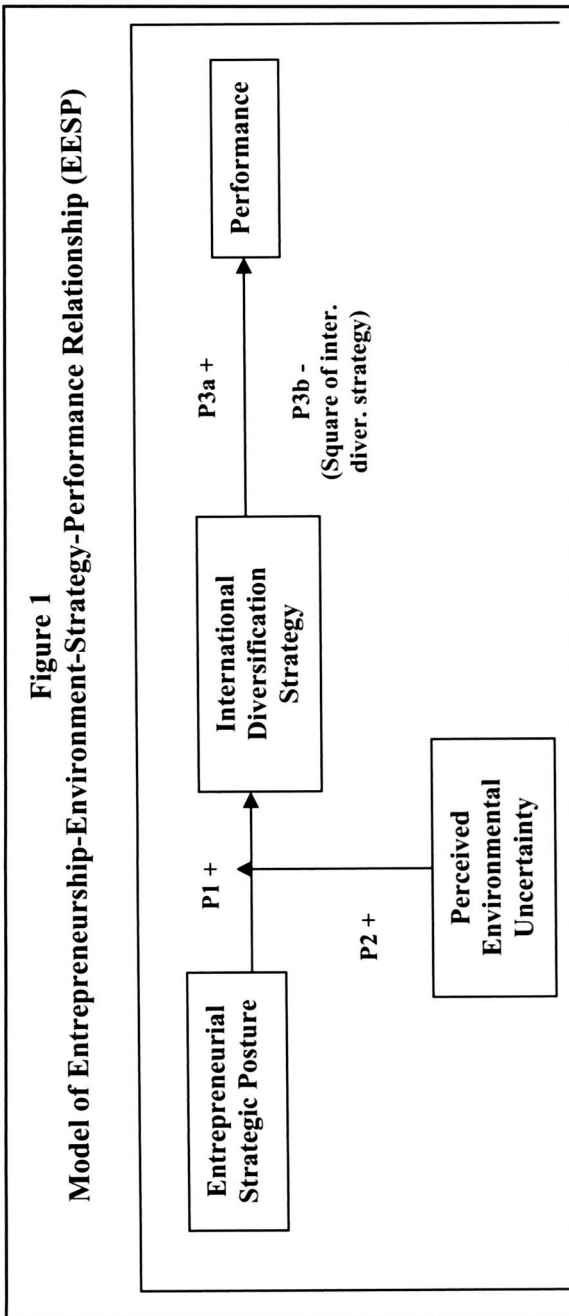 Figure 1
Model of Entrepreneurship-Environment-Strategy-Performance Relationship (EESP)
Entrepreneurial
Strategic Posture
P1 +
P2 +
Perceived
Environmental
Uncertainty
International
Diversification
Strategy
P3a +
P3b -
(Square of inter.
diver. strategy)
Performance